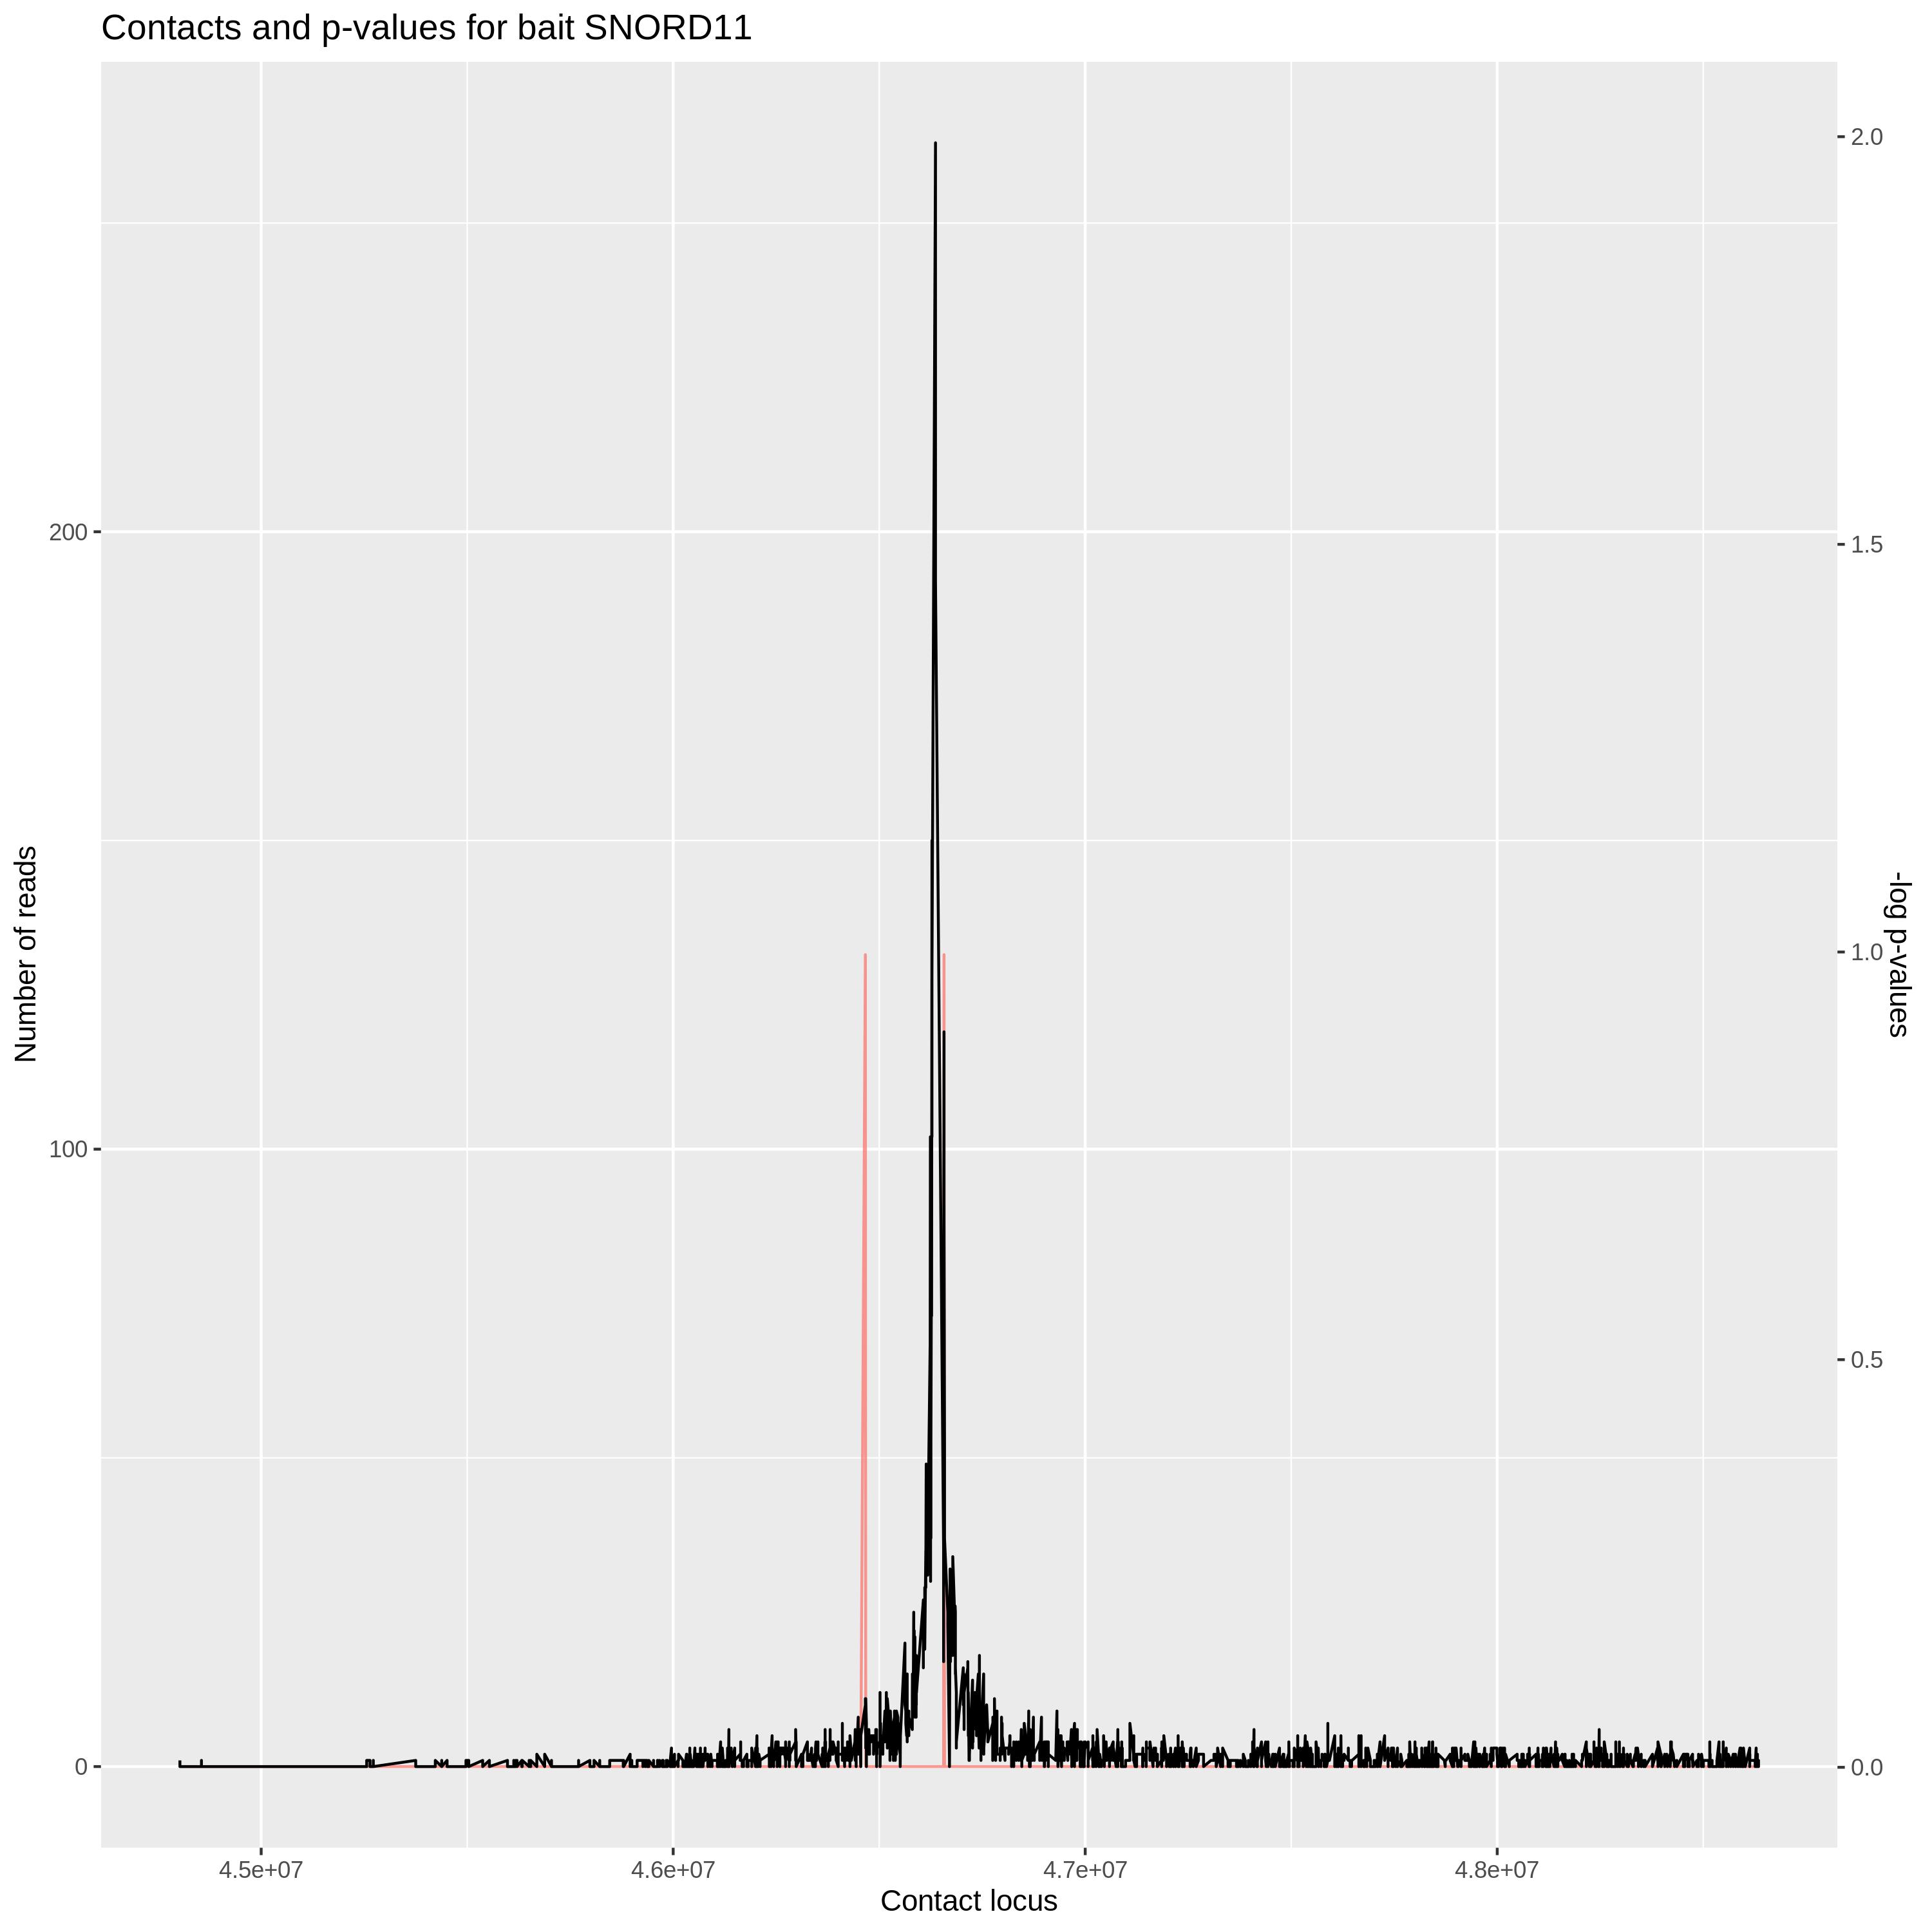 Contacts and p-values for bait SNORD11
Number of reads
200
100
0
2.0
1.5
1.0
0.5
0.0
-log p-values
4.5e+07
4.6e+07
4.7e+07
4.8e+07
Contact locus